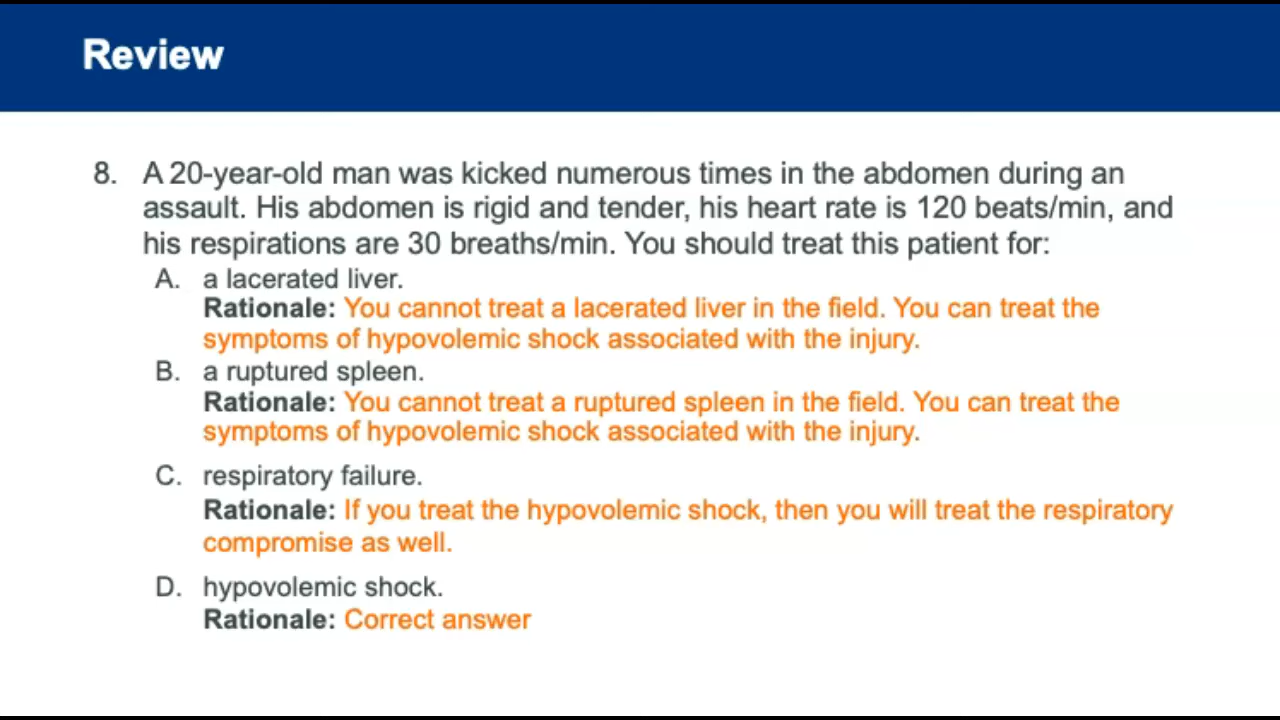 Review
8. A 20-year-old man was kicked numerous times in the abdomen during an
assault. His abdomen is rigid and tender, his heart rate is 120 beats/min, and
his respirations are 30 breaths/min. You should treat this patient for:
A. a lacerated liver.
Rationale: You cannot treat a lacerated liver in the field. You can treat the
symptoms of hypovolemic shock associated with the injury.
B. a ruptured spleen.
Rationale: You cannot treat a ruptured spleen in the field. You can treat the
symptoms of hypovolemic shock associated with the injury.
C. respiratory failure.
Rationale: If you treat the hypovolemic shock, then you will treat the respiratory
compromise as well.
D. hypovolemic shock.
Rationale: Correct answer